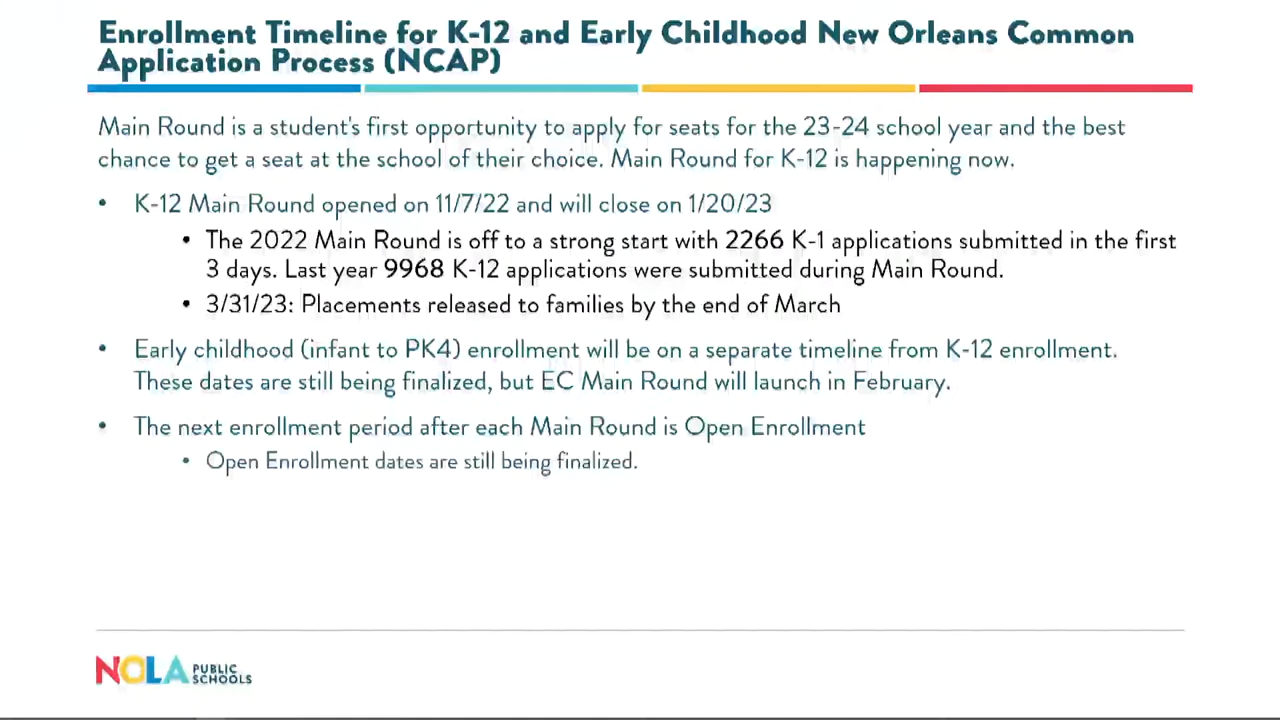 Enrollment Timeline for K-12 and Early Childhood New Orleans Common
Application Process (NCAP)
Main Round is a student's first opportunity to apply for seats for the 23-24 school year and the best
chance to get a seat at the school of their choice. Main Round for K-12 is happening now.
• K-12 Main Round opened on 11/7/22 and will close on 1/20/23
• The 2022 Main Round is off to a strong start with 2266 K-1 applications submitted in the first
3 days. Last year 9968 K-12 applications were submitted during Main Round.
• 3/31/23: Placements released to families by the end of March
• Early childhood (infant to PK4) enrollment will be on a separate timeline from K-12 enrollment.
These dates are still being finalized, but EC Main Round will launch in February.
• The next enrollment period after each Main Round is Open Enrollment
• Open Enrollment dates are still being finalized.
NOLA PUBLIC
SCHOOLS